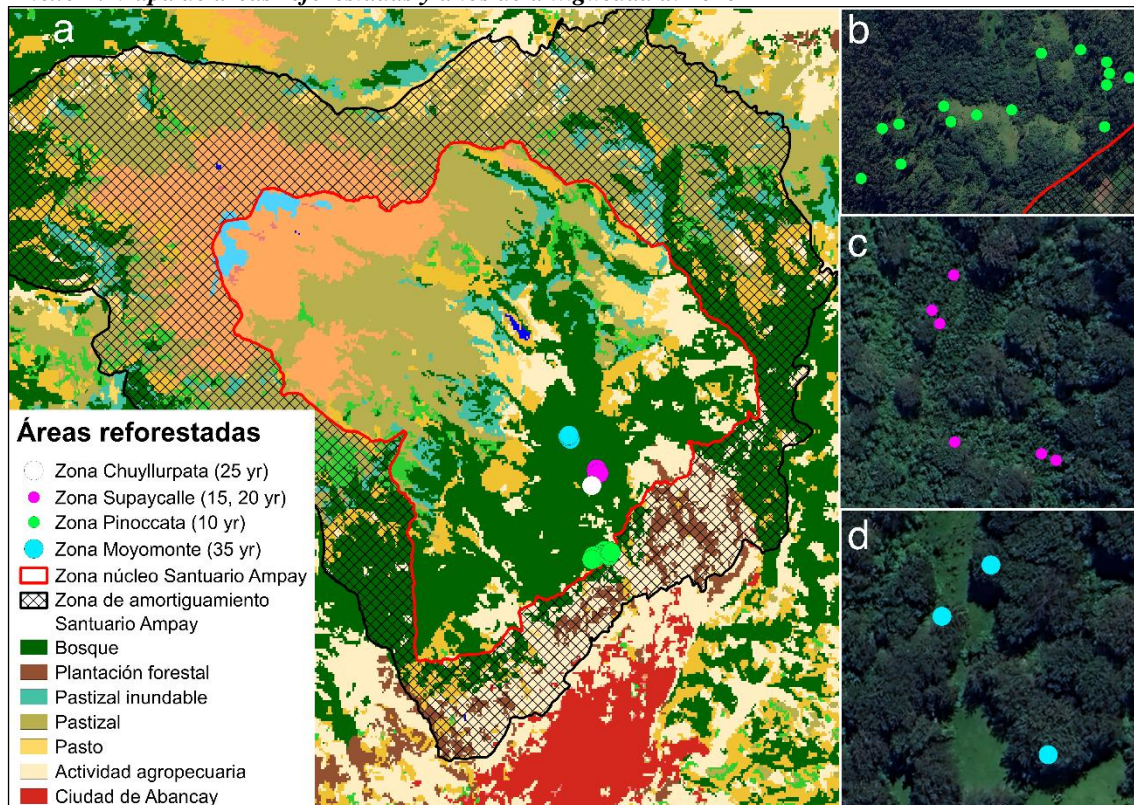 a
b
c
d
Áreas reforestadas
Zona Chuyllurpata (25 yr)
Zona Supaycalle (15, 20 yr)
Zona Pinoccata (10 yr)
Zona Moyomonte (35 yr)
Zona núcleo Santuario Ampay
Zona de amortiguamiento
Santuario Ampay
Bosque
Plantación forestal
Pastizal inundable
Pastizal
Pasto
Actividad agropecuaria
Ciudad de Abancay